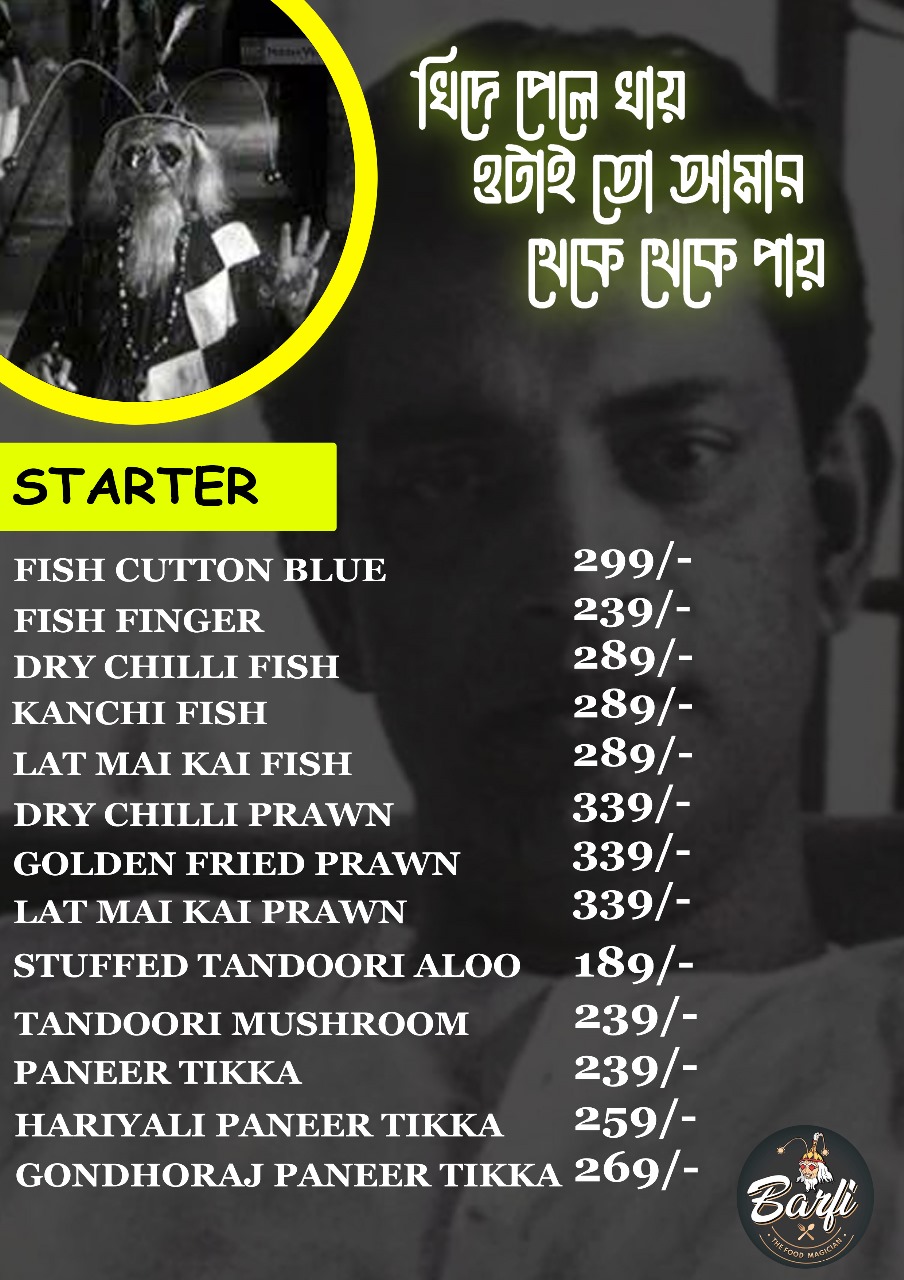 খিদে পেলে খায়
ওটাই তো আমার
থেকে থেকে পায়
STARTER
FISH CUTTON BLUE 299/-
FISH FINGER 239/-
DRY CHILLI FISH 289/-
KANCHI FISH 289/-
LAT MAI KAI FISH 289/-
DRY CHILLI PRAWN 339/-
GOLDEN FRIED PRAWN 339/-
LAT MAI KAI PRAWN 339/-
STUFFED TANDOORI ALOO 189/-
TANDOORI MUSHROOM 239/-
PANEER TIKKA 239/-
HARIYALI PANEER TIKKA 259/-
GONDHORAJ PANEER TIKKA 269/-
Barfi
• THE FOOD MAGICIAN •